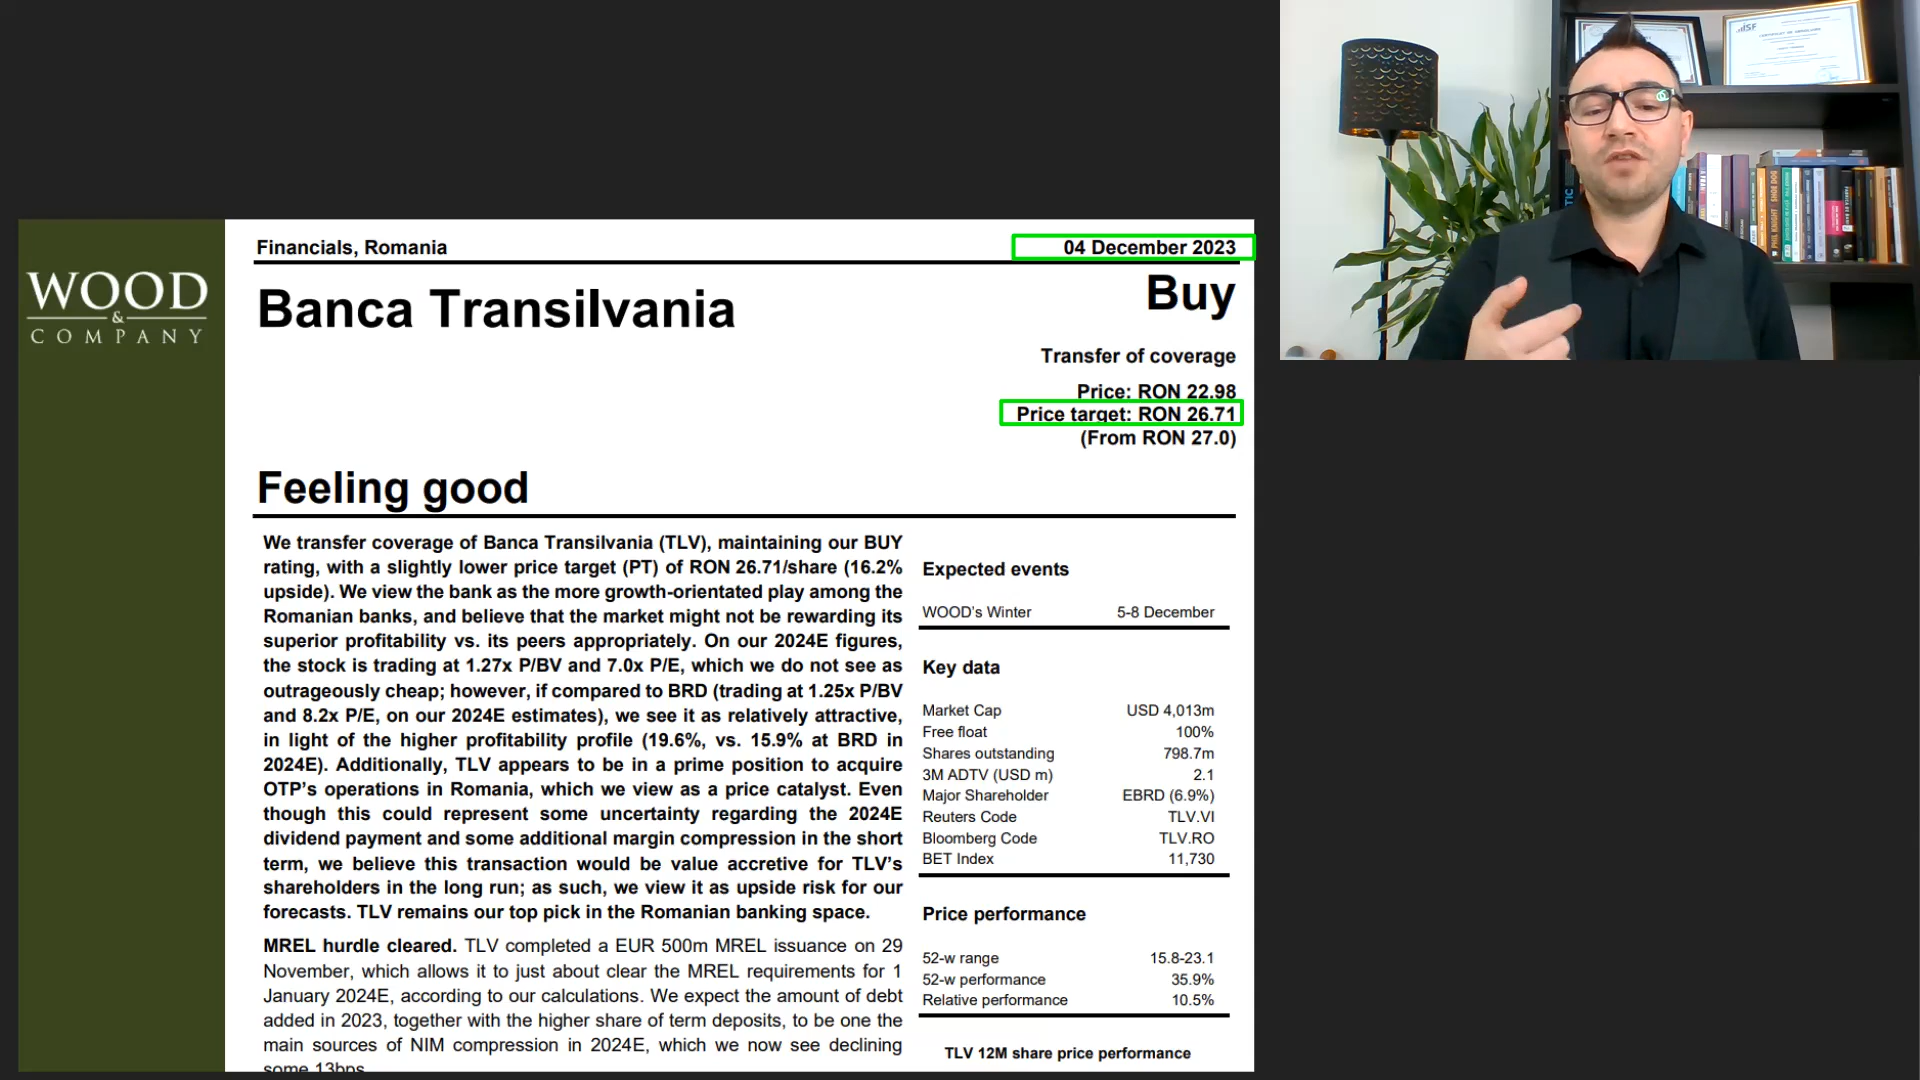 WOOD
&
COMPANY
Financials, Romania
04 December 2023
Banca Transilvania
Buy
Transfer of coverage
Price: RON 22.98
Price target: RON 26.71
(From RON 27.0)
Feeling good
We transfer coverage of Banca Transilvania (TLV), maintaining our BUY
rating, with a slightly lower price target (PT) of RON 26.71/share (16.2%
upside). We view the bank as the more growth-orientated play among the
Romanian banks, and believe that the market might not be rewarding its
superior profitability vs. its peers appropriately. On our 2024E figures,
the stock is trading at 1.27x P/BV and 7.0x P/E, which we do not see as
outrageously cheap; however, if compared to BRD (trading at 1.25x P/BV
and 8.2x P/E, on our 2024E estimates), we see it as relatively attractive,
in light of the higher profitability profile (19.6%, vs. 15.9% at BRD in
2024E). Additionally, TLV appears to be in a prime position to acquire
OTP's operations in Romania, which we view as a price catalyst. Even
though this could represent some uncertainty regarding the 2024E
dividend payment and some additional margin compression in the short
term, we believe this transaction would be value accretive for TLV's
shareholders in the long run; as such, we view it as upside risk for our
forecasts. TLV remains our top pick in the Romanian banking space.
MREL hurdle cleared. TLV completed a EUR 500m MREL issuance on 29
November, which allows it to just about clear the MREL requirements for 1
January 2024E, according to our calculations. We expect the amount of debt
added in 2023, together with the higher share of term deposits, to be one the
main sources of NIM compression in 2024E, which we now see declining
some 13bps
Expected events
WOOD's Winter 5-8 December
Key data
Market Cap USD 4,013m
Free float 100%
Shares outstanding 798.7m
3M ADTV (USD m) 2.1
Major Shareholder EBRD (6.9%)
Reuters Code TLV.VI
Bloomberg Code TLV.RO
BET Index 11,730
Price performance
52-w range 15.8-23.1
52-w performance 35.9%
Relative performance 10.5%
TLV 12M share price performance
ISF
PHIL KNIGHT SHOE DOG